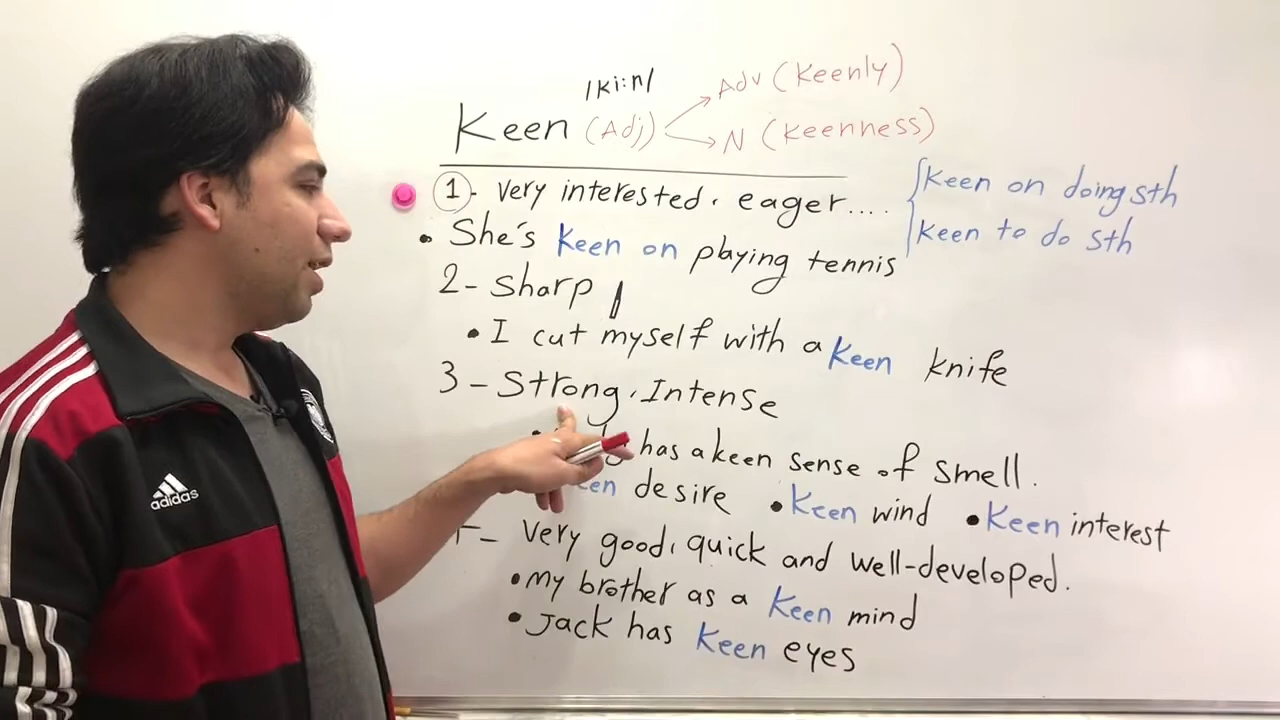 /ki:n/
Keen (Adj)
Adv (Keenly)
N (Keenness)
1- very interested, eager....
keen on doing sth
keen to do sth
• She's keen on playing tennis
2- Sharp
• I cut myself with a keen knife
3- Strong, Intense
has a keen sense of smell.
desire • Keen wind • Keen interest
- very good, quick and well-developed.
• my brother as a keen mind
• Jack has keen eyes
adidas